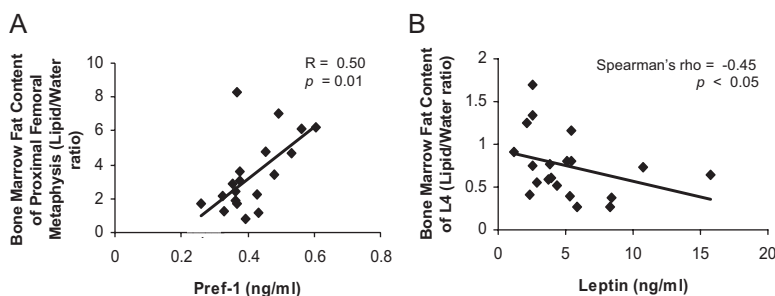 A
Bone Marrow Fat Content
of Proximal Femoral
Metaphysis (Lipid/Water
ratio)
10
8
6
4
2
0
R = 0.50
p = 0.01
0
0.2
0.4
0.6
0.8
Pref-1 (ng/ml)
B
Bone Marrow Fat Content
of L4 (Lipid/Water ratio)
2
1.5
1
0.5
0
Spearman's rho = -0.45
p < 0.05
0
5
10
15
20
Leptin (ng/ml)